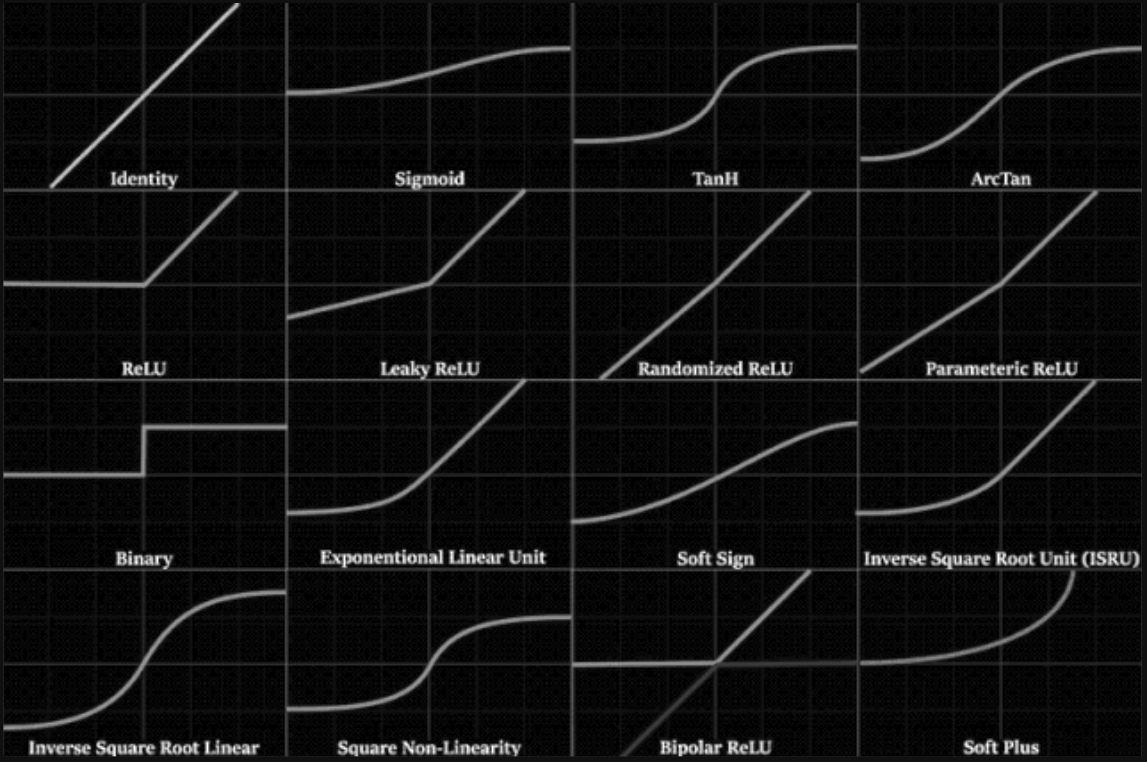 Identity
Sigmoid
TanH
ArcTan
ReLU
Leaky ReLU
Randomized ReLU
Parameteric ReLU
Binary
Exponentional Linear Unit
Soft Sign
Inverse Square Root Unit (ISRU)
Inverse Square Root Linear
Square Non-Linearity
Bipolar ReLU
Soft Plus